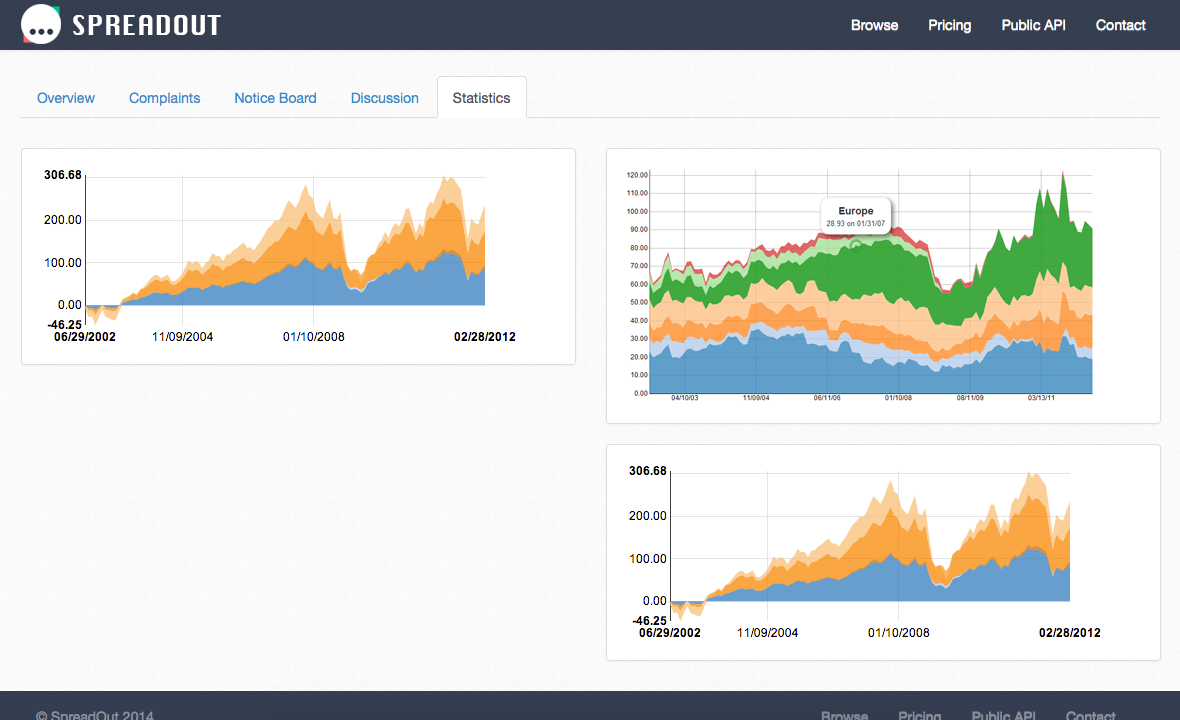 SPREADOUT
Browse Pricing Public API Contact
Overview Complaints Notice Board Discussion Statistics
306.68
200.00
100.00
0.00
-46.25
06/29/2002 11/09/2004 01/10/2008 02/28/2012
120.00
110.00
100.00
90.00
80.00
70.00
60.00
50.00
40.00
30.00
20.00
10.00
0.00
Europe
28.93 on 01/31/07
04/10/03 11/09/04 06/11/06 01/10/08 08/11/09 03/13/11
306.68
200.00
100.00
0.00
-46.25
06/29/2002 11/09/2004 01/10/2008 02/28/2012
© SpreadOut 2014
Browse Pricing Public API Contact